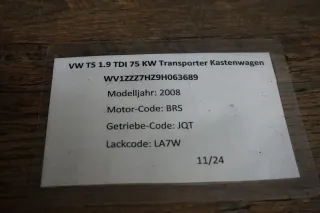 VW T5 1.9 TDI 75 KW Transporter Kastenwagen
WV1ZZZ7HZ9H063689
Modelljahr: 2008
Motor-Code: BRS
Getriebe-Code: JQT
Lackcode: LA7W
11/24